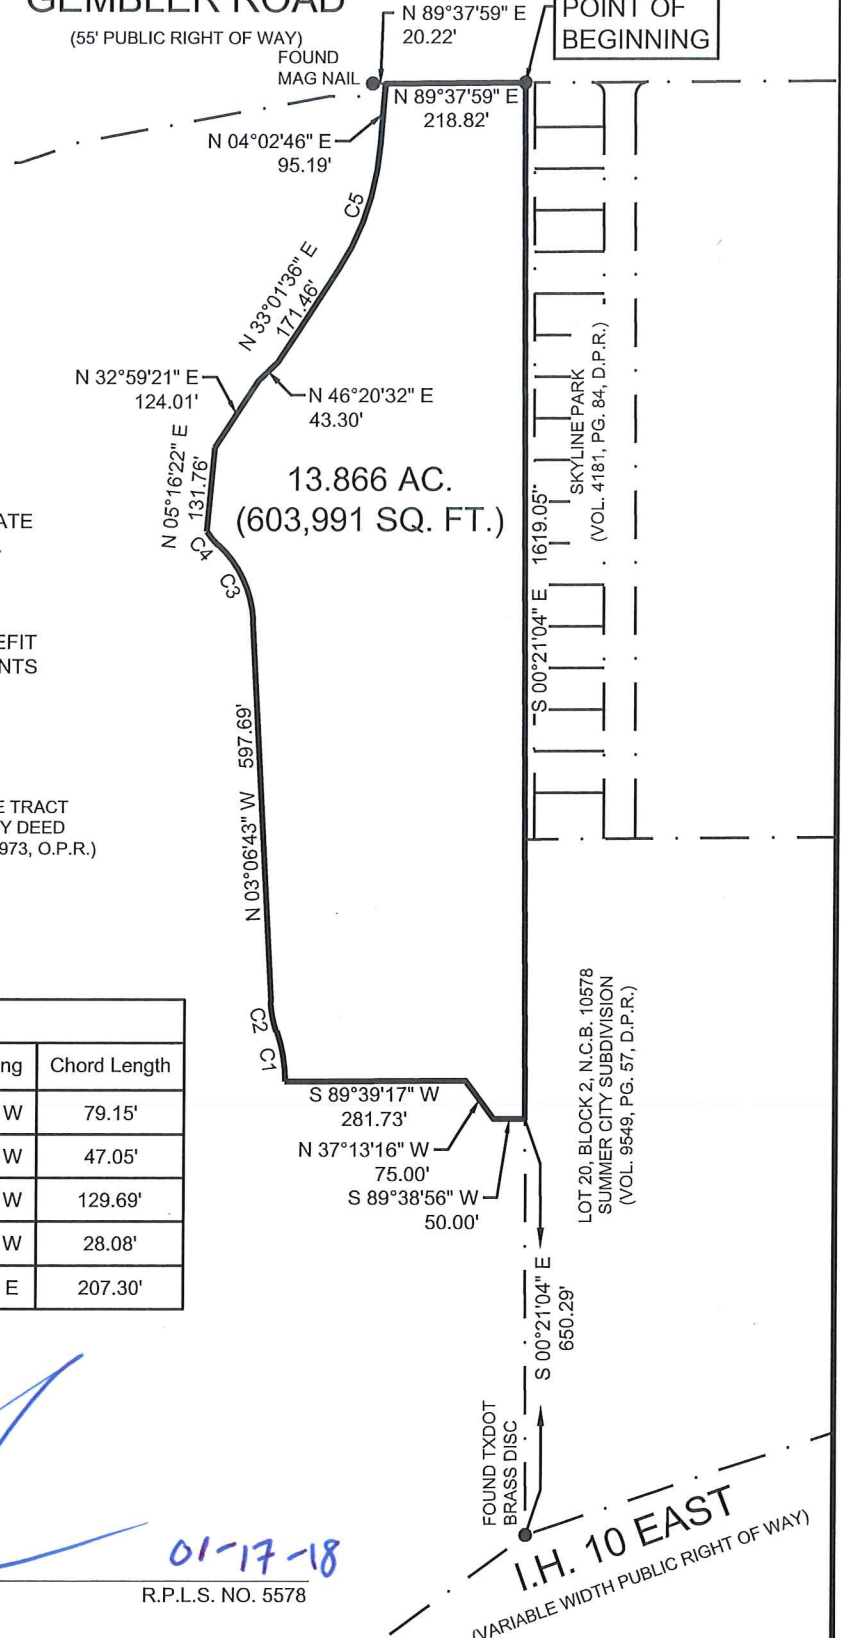 GEMBLER ROAD
(55' PUBLIC RIGHT OF WAY)
N 89°37'59" E
20.22'
POINT OF
BEGINNING
FOUND
MAG NAIL
N 89°37'59" E
218.82'
N 04°02'46" E
95.19'
C5
N 33°01'36" E
171.46'
N 32°59'21" E
124.01'
N 46°20'32" E
43.30'
N 05°16'22" E
131.76'
13.866 AC.
(603,991 SQ. FT.)
SKYLINE PARK
(VOL. 4181, PG. 84, D.P.R.)
S 00°21'04" E 1619.05'
C4
C3
ATE
EFIT
NTS
N 03°06'43" W 597.69'
E TRACT
Y DEED
973, O.P.R.)
C2
C1
LOT 20, BLOCK 2, N.C.B. 10578
SUMMER CITY SUBDIVISION
(VOL. 9549, PG. 57, D.P.R.)
ng Chord Length
W 79.15'
W 47.05'
W 129.69'
W 28.08'
E 207.30'
S 89°39'17" W
281.73'
N 37°13'16" W
75.00'
S 89°38'56" W
50.00'
S 00°21'04" E
650.29'
FOUND TXDOT
BRASS DISC
I.H. 10 EAST
(VARIABLE WIDTH PUBLIC RIGHT OF WAY)
01-17-18
R.P.L.S. NO. 5578